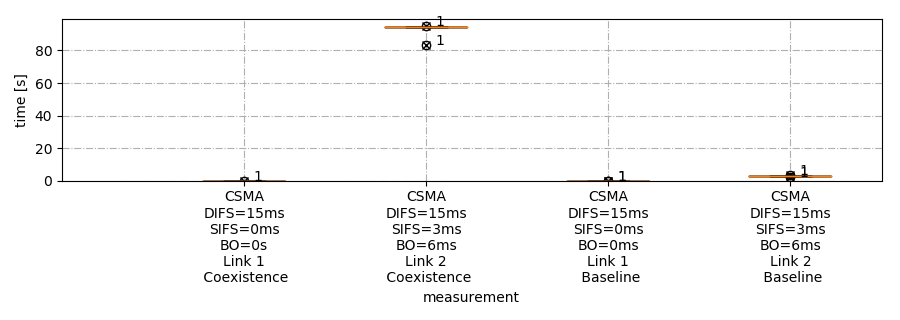 time [s]
80
60
40
20
0
1
1
1
1
1
CSMA
DIFS=15ms
SIFS=0ms
BO=0s
Link 1
Coexistence
CSMA
DIFS=15ms
SIFS=3ms
BO=6ms
Link 2
Coexistence
CSMA
DIFS=15ms
SIFS=0ms
BO=0ms
Link 1
Baseline
CSMA
DIFS=15ms
SIFS=3ms
BO=6ms
Link 2
Baseline
measurement